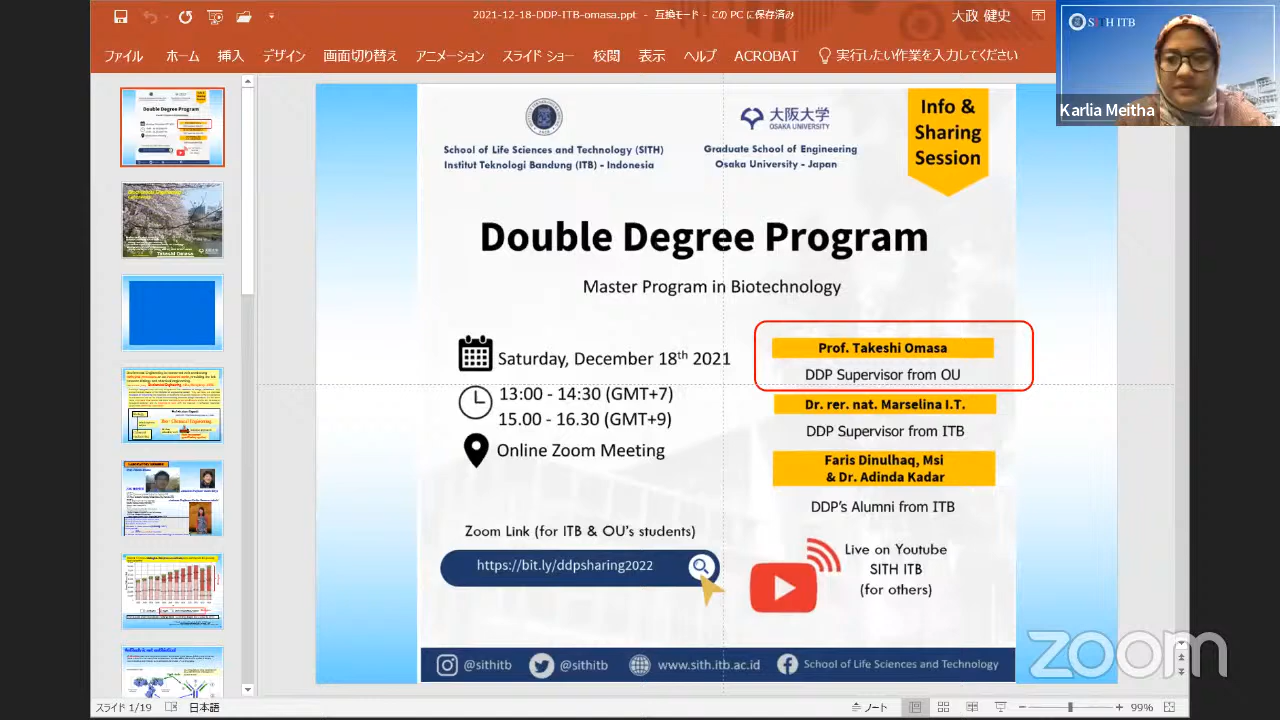 2021-12-18-DDP-ITB-omasa.ppt - 互換モード - この PC に保存済み
大政 健史
ファイル ホーム 挿入 デザイン 画面切り替え アニメーション スライド ショー 校閲 表示 ヘルプ ACROBAT 実行したい作業を入力してください
SITH ITB
Karlia Meitha
大阪大学
OSAKA UNIVERSITY
School of Life Sciences and Technology (SITH)
Institut Teknologi Bandung (ITB) - Indonesia
Graduate School of Engineering
Osaka University - Japan
Info &
Sharing
Session
Double Degree Program
Master Program in Biotechnology
Saturday, December 18th 2021
13:00 - 14:30 (GMT+7)
15.00 - 16.30 (GMT+9)
Online Zoom Meeting
Prof. Takeshi Omasa
DDP Supervisor from OU
Dr. rer. nat. Marselina I.T.
DDP Supervisor from ITB
Faris Dinulhaq, Msi
& Dr. Adinda Kadar
DDP's Alumni from ITB
Zoom Link (for ITB & OU's students)
https://bit.ly/ddpsharing2022
Live on Youtube
SITH ITB
(for others)
@sithitb @sithitb www.sith.itb.ac.id School of Life Sciences and Technology
zoom
Double Degree Program
Takeshi Omasa
スライド 1/19 日本語
ノート
99%